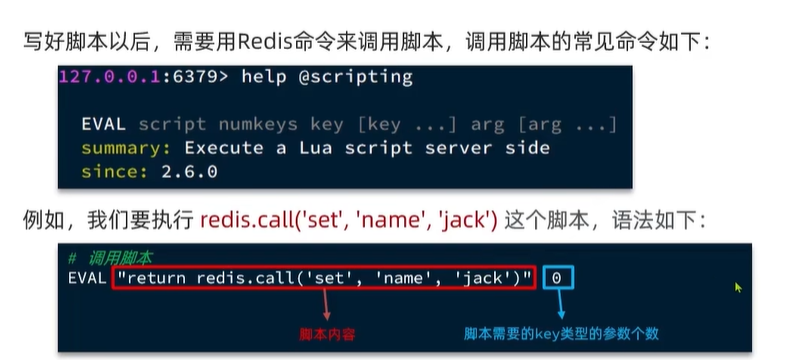 写好脚本以后，需要用Redis命令来调用脚本，调用脚本的常见命令如下：
127.0.0.1:6379> help @scripting
EVAL script numkeys key [key ...] arg [arg ...]
summary: Execute a Lua script server side
since: 2.6.0
例如，我们要执行 redis.call('set', 'name', 'jack') 这个脚本，语法如下：
# 调用脚本
EVAL "return redis.call('set', 'name', 'jack')" 0
脚本内容 脚本需要的key类型的参数个数